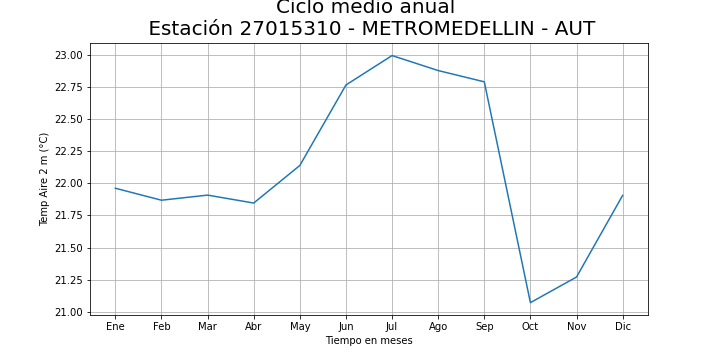 Ciclo medio anual
Estación 27015310 - METROMEDELLIN - AUT
23.00
22.75
22.50
22.25
22.00
21.75
21.50
21.25
21.00
Temp Aire 2 m (°C)
Ene Feb Mar Abr May Jun Jul Ago Sep Oct Nov Dic
Tiempo en meses